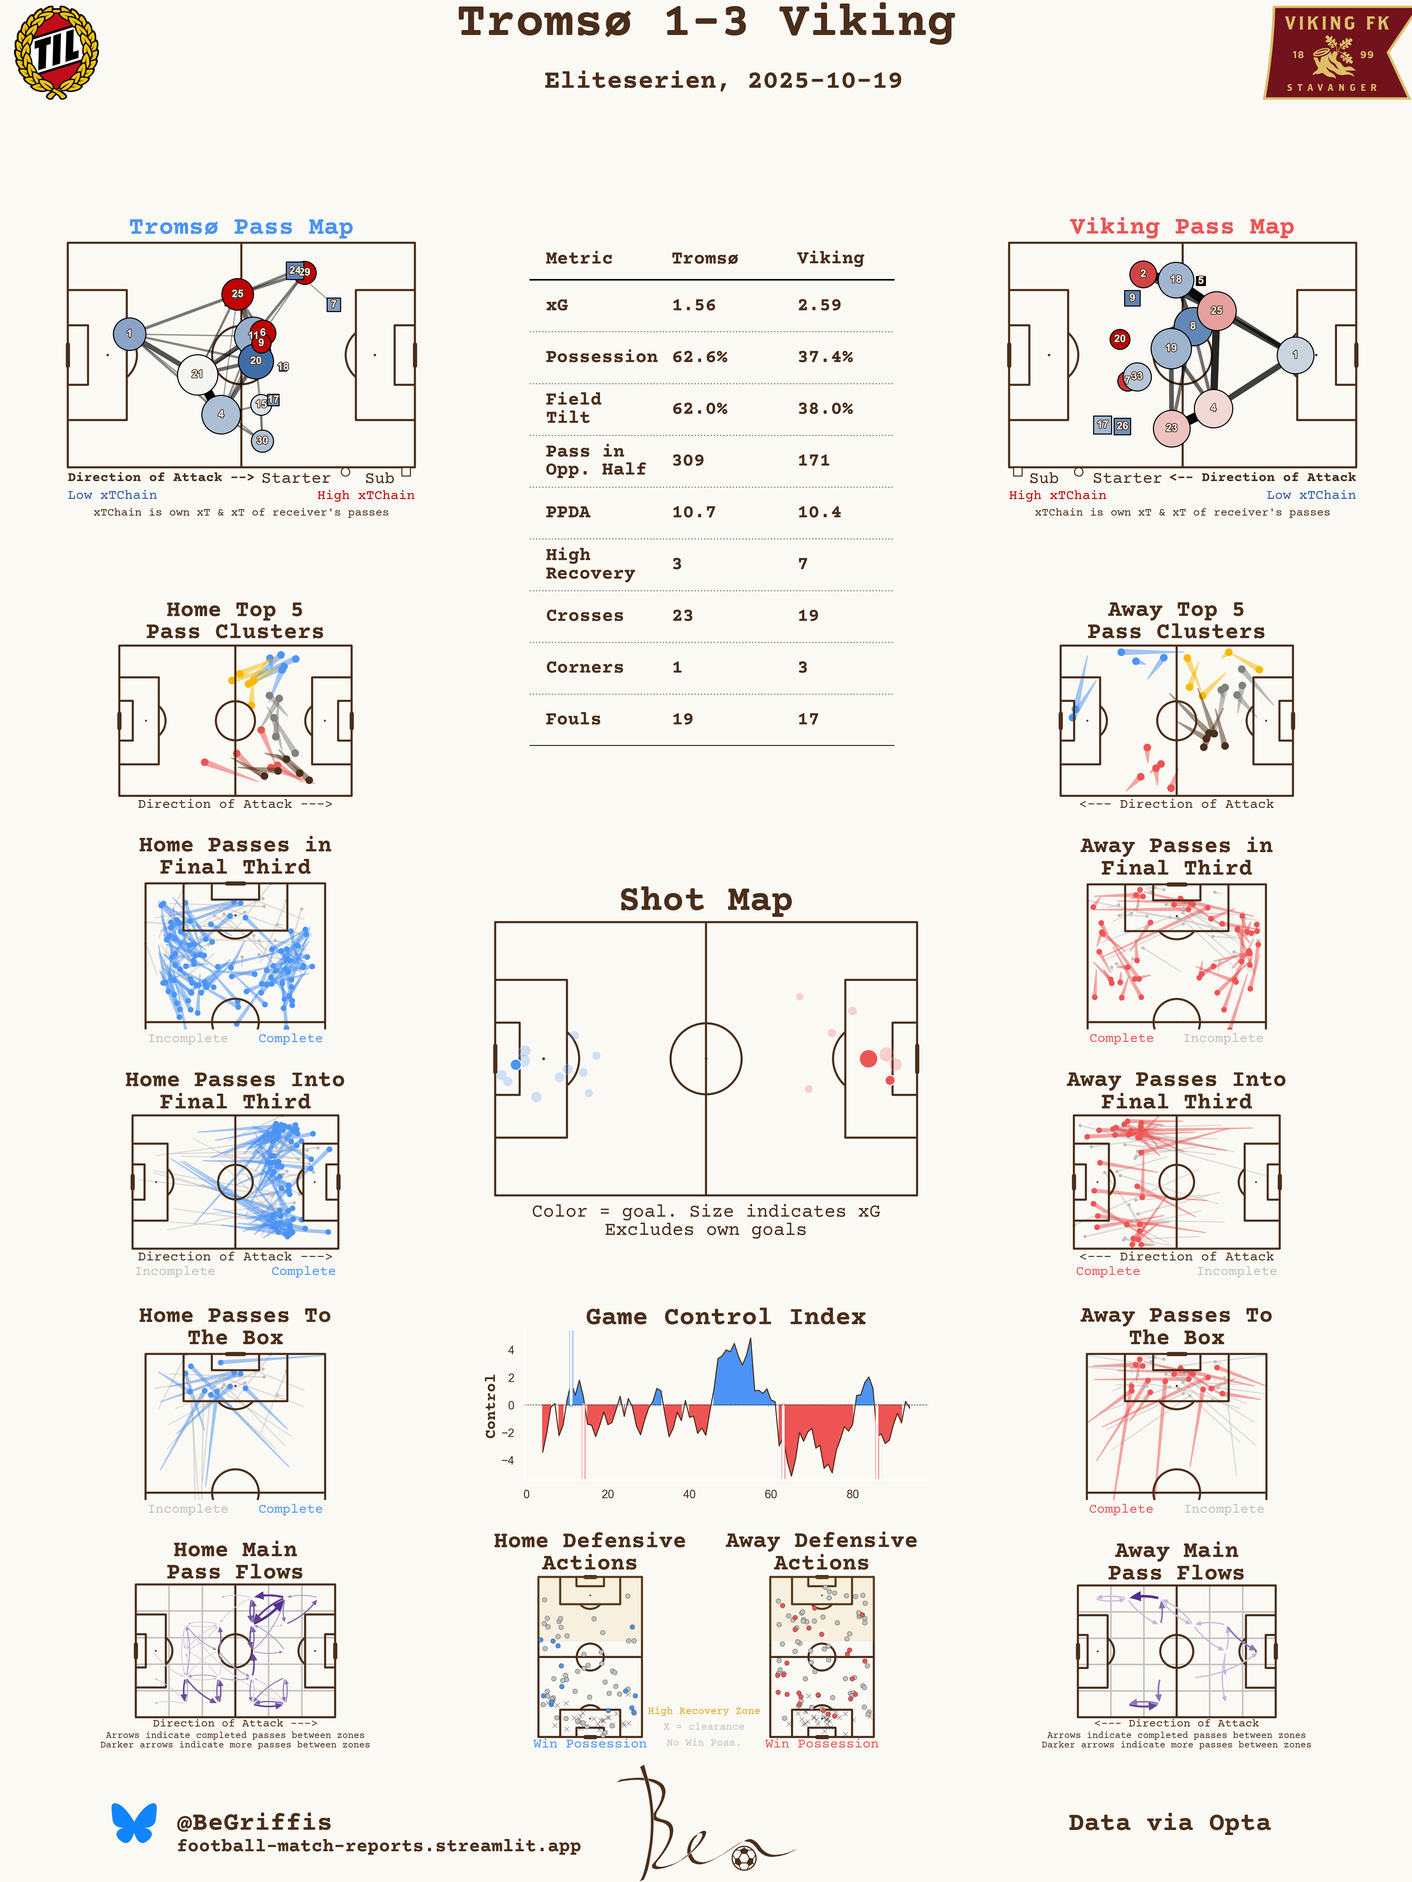 Tromsø 1-3 Viking
Eliteserien, 2025-10-19
TIL
VIKING FK
18 99
STAVANGER
Tromsø Pass Map
1
25
24
29
7
11
6
9
20
21
18
15
17
4
30
Direction of Attack --> Starter Sub
Low xTChain High xTChain
xTChain is own xT & xT of receiver's passes
Metric Tromsø Viking
xG 1.56 2.59
Possession 62.6% 37.4%
Field
Tilt 62.0% 38.0%
Pass in
Opp. Half 309 171
PPDA 10.7 10.4
High
Recovery 3 7
Crosses 23 19
Corners 1 3
Fouls 19 17
Viking Pass Map
2
18
5
9
25
8
20
19
1
7
33
4
17
26
23
Sub Starter <-- Direction of Attack
High xTChain Low xTChain
xTChain is own xT & xT of receiver's passes
Home Top 5
Pass Clusters
Direction of Attack --->
Away Top 5
Pass Clusters
<--- Direction of Attack
Home Passes in
Final Third
Incomplete Complete
Away Passes in
Final Third
Complete Incomplete
Shot Map
Color = goal. Size indicates xG
Excludes own goals
Home Passes Into
Final Third
Direction of Attack --->
Incomplete Complete
Away Passes Into
Final Third
<--- Direction of Attack
Complete Incomplete
Home Passes To
The Box
Incomplete Complete
Game Control Index
Control
4
2
0
−2
−4
0 20 40 60 80
Away Passes To
The Box
Complete Incomplete
Home Main
Pass Flows
Direction of Attack --->
Arrows indicate completed passes between zones
Darker arrows indicate more passes between zones
Home Defensive
Actions
Win Possession
High Recovery Zone
X = clearance
No Win Poss.
Away Defensive
Actions
Win Possession
Away Main
Pass Flows
<--- Direction of Attack
Arrows indicate completed passes between zones
Darker arrows indicate more passes between zones
@BeGriffis
football-match-reports.streamlit.app
Ben
Data via Opta